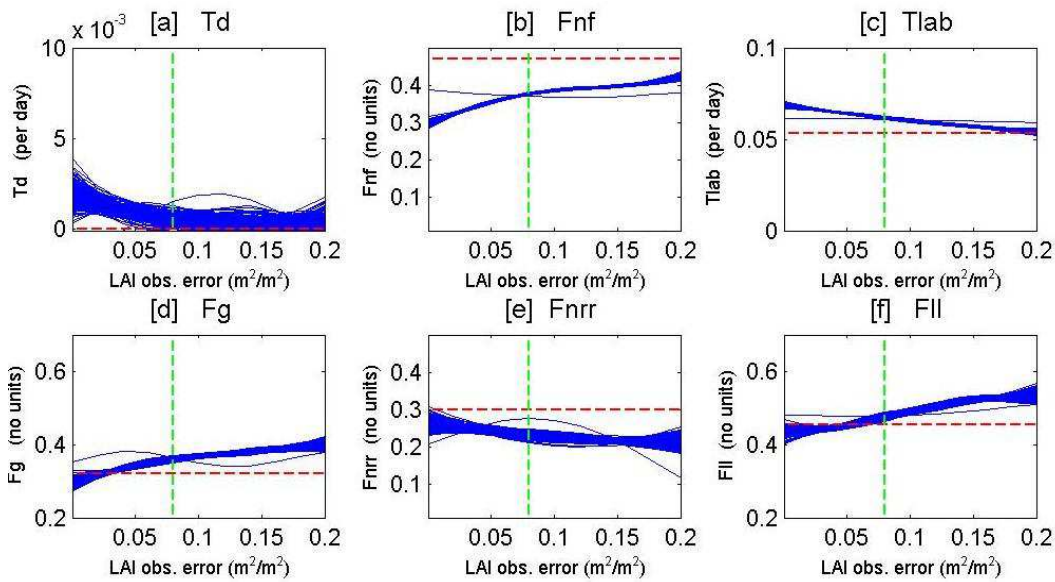 [a] Td
x 10⁻³
10
5
0
Td (per day)
0.05 0.1 0.15 0.2
LAI obs. error (m²/m²)
[b] Fnf
0.4
0.3
0.2
0.1
Fnf (no units)
0.05 0.1 0.15 0.2
LAI obs. error (m²/m²)
[c] Tlab
0.1
0.05
0
Tlab (per day)
0.05 0.1 0.15 0.2
LAI obs. error (m²/m²)
[d] Fg
0.6
0.4
0.2
Fg (no units)
0.05 0.1 0.15 0.2
LAI obs. error (m²/m²)
[e] Fnrr
0.4
0.3
0.2
0.1
Fnrr (no units)
0.05 0.1 0.15 0.2
LAI obs. error (m²/m²)
[f] Fll
0.6
0.4
0.2
Fll (no units)
0.05 0.1 0.15 0.2
LAI obs. error (m²/m²)